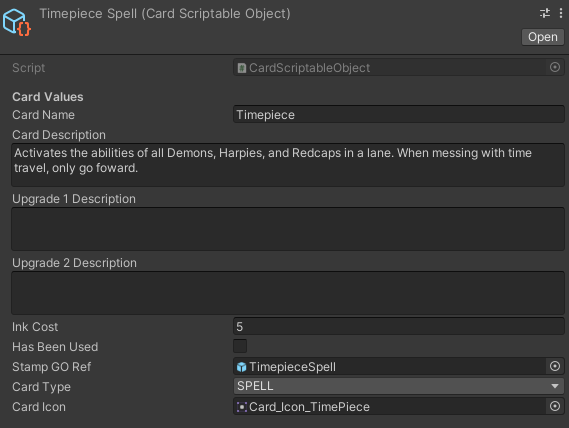 Timepiece Spell (Card Scriptable Object)
Open
Script CardScriptableObject
Card Values
Card Name Timepiece
Card Description
Activates the abilities of all Demons, Harpies, and Redcaps in a lane. When messing with time
travel, only go foward.
Upgrade 1 Description
Upgrade 2 Description
Ink Cost 5
Has Been Used
Stamp GO Ref TimepieceSpell
Card Type SPELL
Card Icon Card_Icon_TimePiece